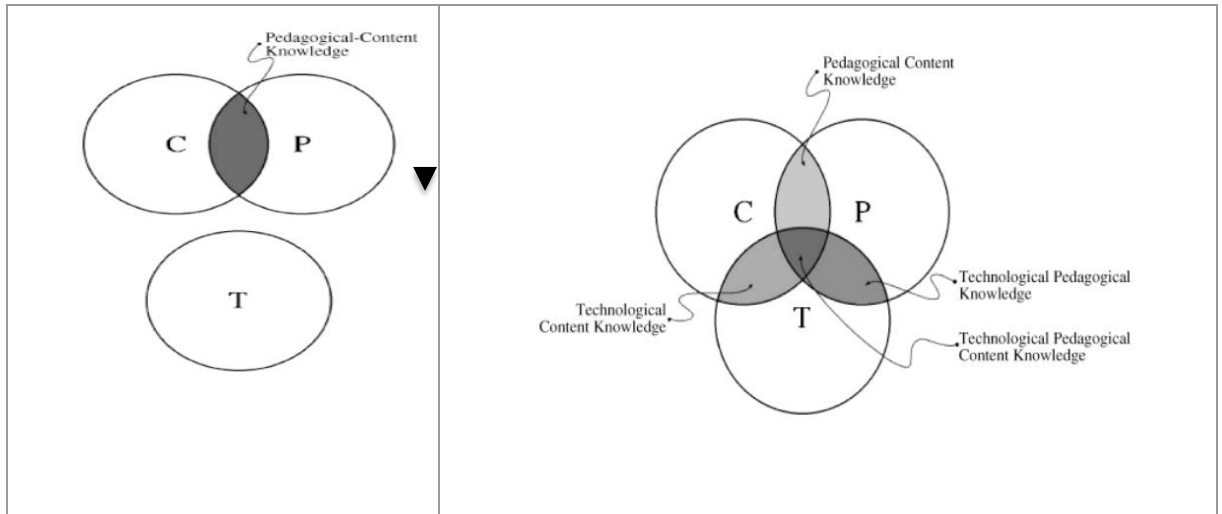 Pedagogical-Content
Knowledge
C
P
T
Pedagogical Content
Knowledge
C
P
Technological Pedagogical
Knowledge
Technological
Content Knowledge
T
Technological Pedagogical
Content Knowledge